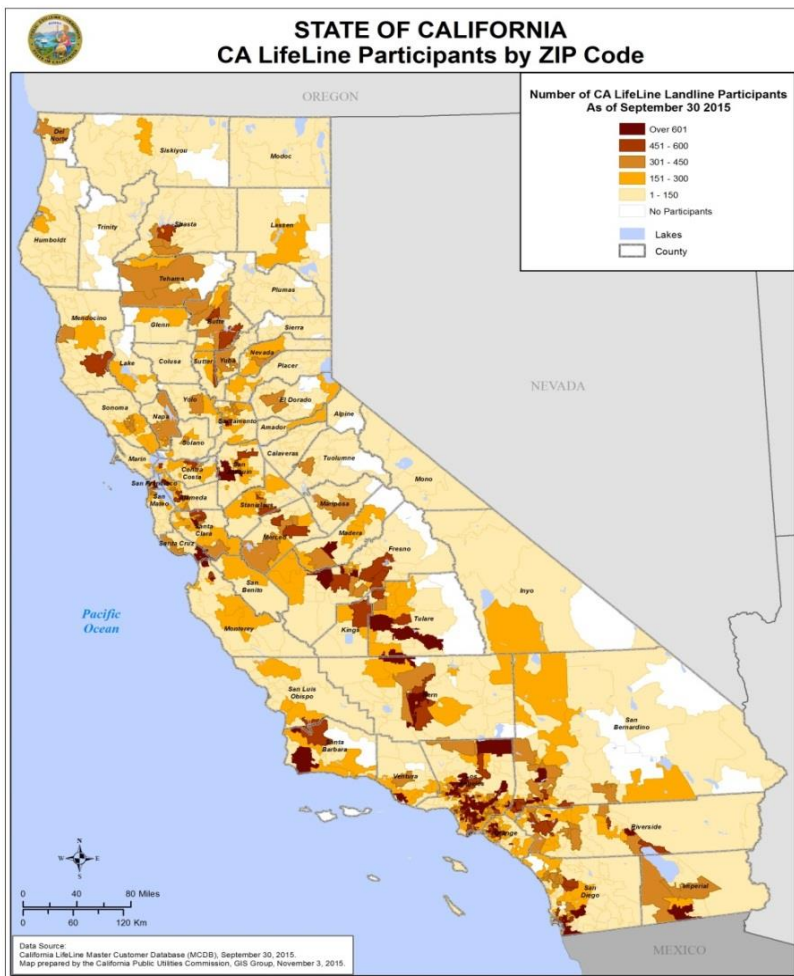 STATE OF CALIFORNIA
CA LifeLine Participants by ZIP Code
OREGON
Number of CA LifeLine Landline Participants
As of September 30 2015
Over 601
451 - 600
301 - 450
151 - 300
1 - 150
No Participants
Lakes
County
Del Norte
Siskiyou
Modoc
Humboldt
Trinity
Shasta
Lassen
Tehama
Plumas
Mendocino
Glenn
Butte
Sierra
Lake
Colusa
Sutter
Yuba
Nevada
Placer
NEVADA
Sonoma
Napa
Yolo
Sacramento
El Dorado
Alpine
Amador
Solano
Marin
Calaveras
Tuolumne
Contra Costa
San Francisco
San Mateo
Alameda
Stanislaus
Mono
Santa Clara
Santa Cruz
Merced
Mariposa
Madera
Fresno
San Benito
Monterey
Kings
Tulare
Inyo
Pacific
Ocean
San Luis Obispo
Kern
San Bernardino
Santa Barbara
Ventura
Orange
Riverside
San Diego
Imperial
N
W
E
S
0 40 80 Miles
0 60 120 Km
MEXICO
Data Source:
California LifeLine Master Customer Database (MCDB), September 30, 2015.
Map prepared by the California Public Utilities Commission, GIS Group, November 3, 2015.